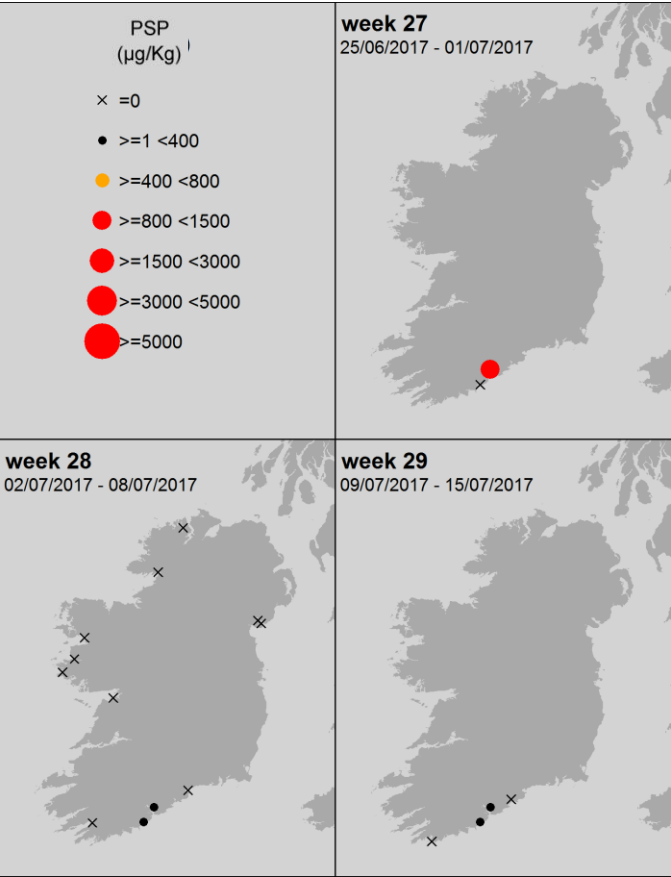 PSP
(µg/Kg)
=0
>=1 <400
>=400 <800
>=800 <1500
>=1500 <3000
>=3000 <5000
>=5000
week 27
25/06/2017 - 01/07/2017
week 28
02/07/2017 - 08/07/2017
week 29
09/07/2017 - 15/07/2017